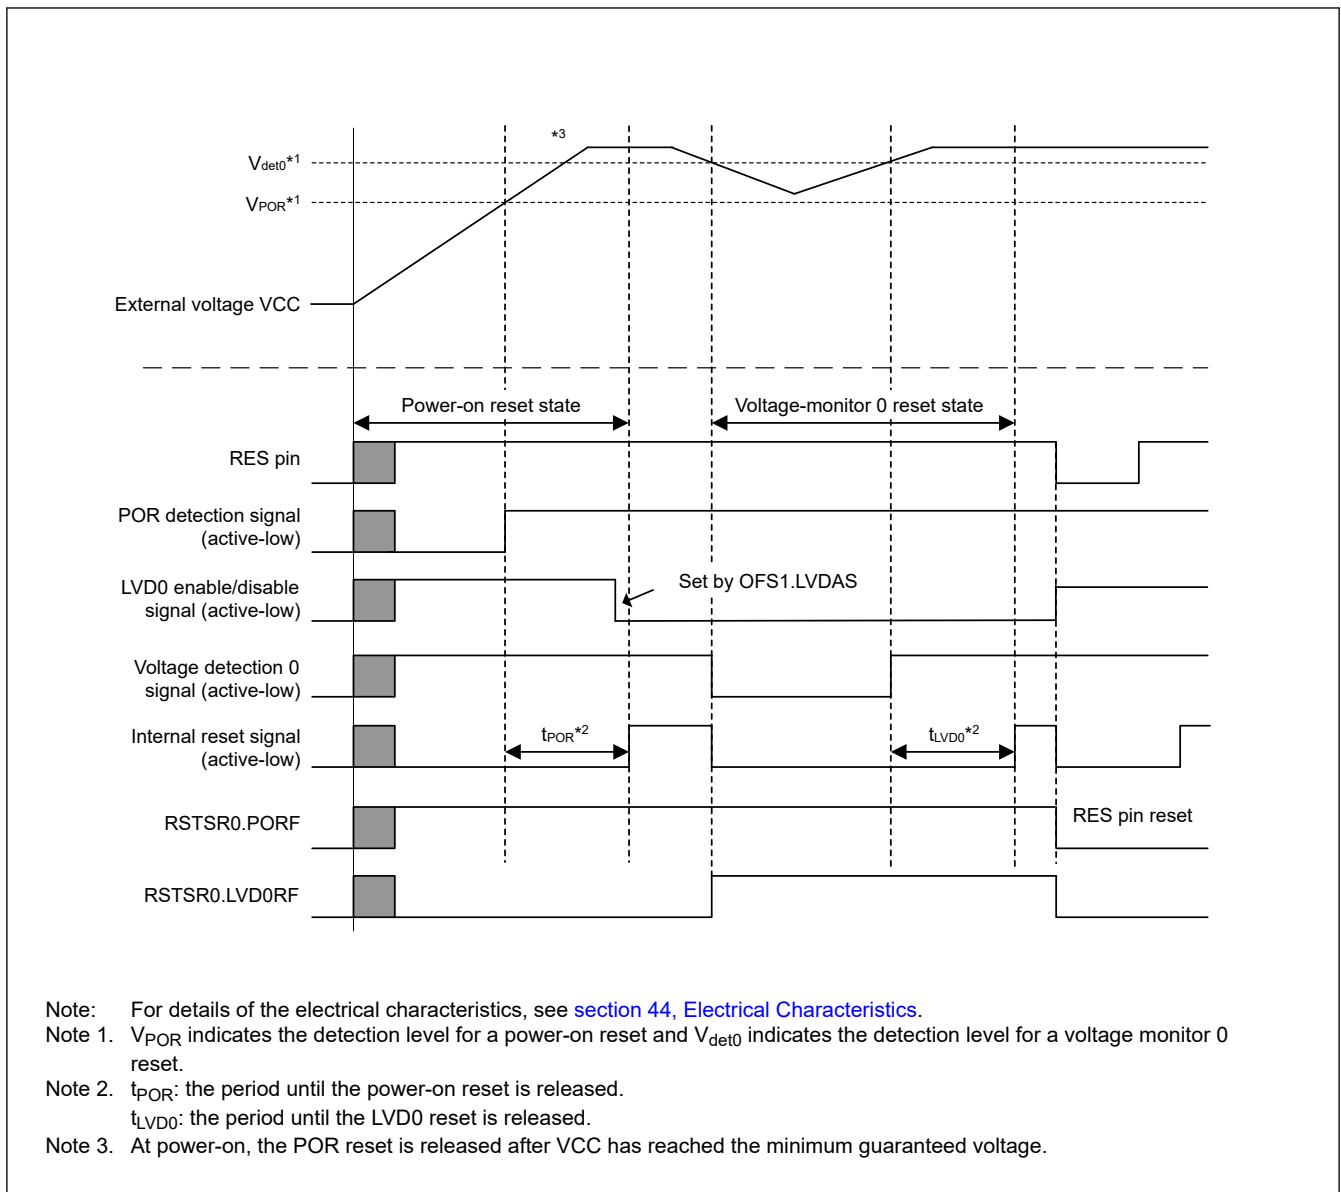 *3
Vdet0*1
VPOR*1
External voltage VCC
Power-on reset state
Voltage-monitor 0 reset state
RES pin
POR detection signal
(active-low)
LVD0 enable/disable
signal (active-low)
Set by OFS1.LVDAS
Voltage detection 0
signal (active-low)
Internal reset signal
(active-low)
tPOR*2
tLVD0*2
RSTSR0.PORF
RES pin reset
RSTSR0.LVD0RF
Note: For details of the electrical characteristics, see section 44, Electrical Characteristics.
Note 1. VPOR indicates the detection level for a power-on reset and Vdet0 indicates the detection level for a voltage monitor 0
reset.
Note 2. tPOR: the period until the power-on reset is released.
tLVD0: the period until the LVD0 reset is released.
Note 3. At power-on, the POR reset is released after VCC has reached the minimum guaranteed voltage.